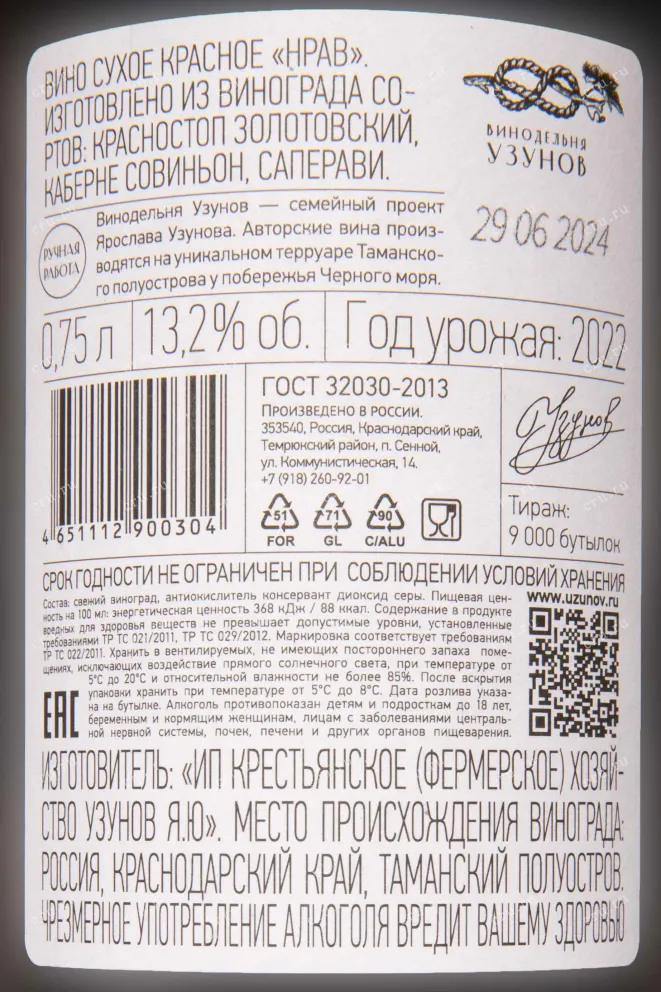 ВИНО СУХОЕ КРАСНОЕ «НРАВ».
ИЗГОТОВЛЕНО ИЗ ВИНОГРАДА СО-
РТОВ: КРАСНОСТОП ЗОЛОТОВСКИЙ,
КАБЕРНЕ СОВИНЬОН, САПЕРАВИ.
ВИНОДЕЛЬНЯ
УЗУНОВ
29 06 2024
РУЧНАЯ
РАБОТА
Винодельня Узунов — семейный проект
Ярослава Узунова. Авторские вина произ-
водятся на уникальном терруаре Таманско-
го полуострова у побережья Черного моря.
0,75 л 13,2% об. Год урожая: 2022
4 651112 900304
ГОСТ 32030-2013
ПРОИЗВЕДЕНО В РОССИИ.
353540, Россия, Краснодарский край,
Темрюкский район, п. Сенной,
ул. Коммунистическая, 14.
+7 (918) 260-92-01
51 71 90
FOR GL C/ALU
Узунов
Тираж:
9 000 бутылок
СРОК ГОДНОСТИ НЕ ОГРАНИЧЕН ПРИ СОБЛЮДЕНИИ УСЛОВИЙ ХРАНЕНИЯ
Состав: свежий виноград, антиокислитель консервант диоксид серы. Пищевая цен-
ность на 100 мл: энергетическая ценность 368 кДж / 88 ккал. Содержание в продукте
вредных для здоровья веществ не превышает допустимые уровни, установленные
требованиями ТР ТС 021/2011, ТР ТС 029/2012. Маркировка соответствует требованиям
ТР ТС 022/2011. Хранить в вентилируемых, не имеющих постороннего запаха поме-
щениях, исключающих воздействие прямого солнечного света, при температуре от
5°С до 20°С и относительной влажности не более 85%. После вскрытия
упаковки хранить при температуре от 5°С до 8°С. Дата розлива указа-
на на бутылке. Алкоголь противопоказан детям и подросткам до 18 лет,
беременным и кормящим женщинам, лицам с заболеваниями централь-
ной нервной системы, почек, печени и других органов пищеварения.
www.uzunov.ru
EAC
ИЗГОТОВИТЕЛЬ: «ИП КРЕСТЬЯНСКОЕ (ФЕРМЕРСКОЕ) ХОЗЯЙ-
СТВО УЗУНОВ Я.Ю». МЕСТО ПРОИСХОЖДЕНИЯ ВИНОГРАДА:
РОССИЯ, КРАСНОДАРСКИЙ КРАЙ, ТАМАНСКИЙ ПОЛУОСТРОВ.
ЧРЕЗМЕРНОЕ УПОТРЕБЛЕНИЕ АЛКОГОЛЯ ВРЕДИТ ВАШЕМУ ЗДОРОВЬЮ